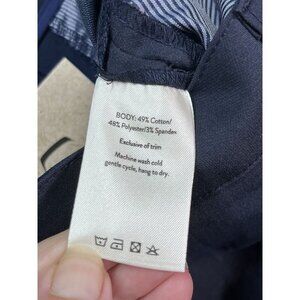 BODY: 49% Cotton/
48% Polyester/3% Spandex
Exclusive of trim
Machine wash cold
gentle cycle, hang to dry.